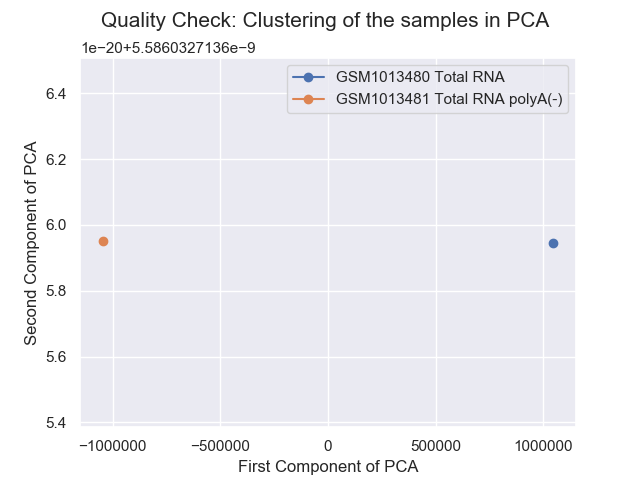 Quality Check: Clustering of the samples in PCA
1e−20+5.5860327136e−9
GSM1013480 Total RNA
GSM1013481 Total RNA polyA(-)
6.4
6.2
6.0
5.8
5.6
5.4
Second Component of PCA
−1000000 −500000 0 500000 1000000
First Component of PCA